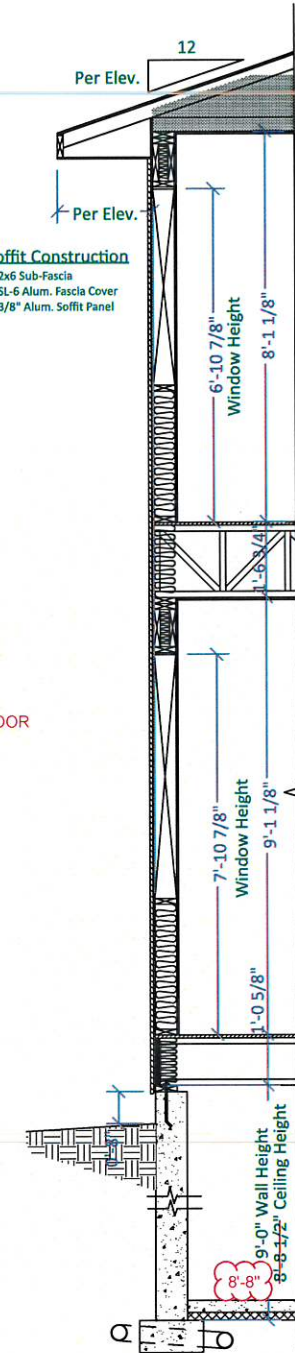 12
Per Elev.
Per Elev.
offit Construction
2x6 Sub-Fascia
SL-6 Alum. Fascia Cover
3/8" Alum. Soffit Panel
6'-10 7/8"
Window Height
8'-1 1/8"
1'-6 3/4"
OOR
7'-10 7/8"
Window Height
9'-1 1/8"
1'-0 5/8"
9'-0" Wall Height
8'-8 1/2" Ceiling Height
8'-8"